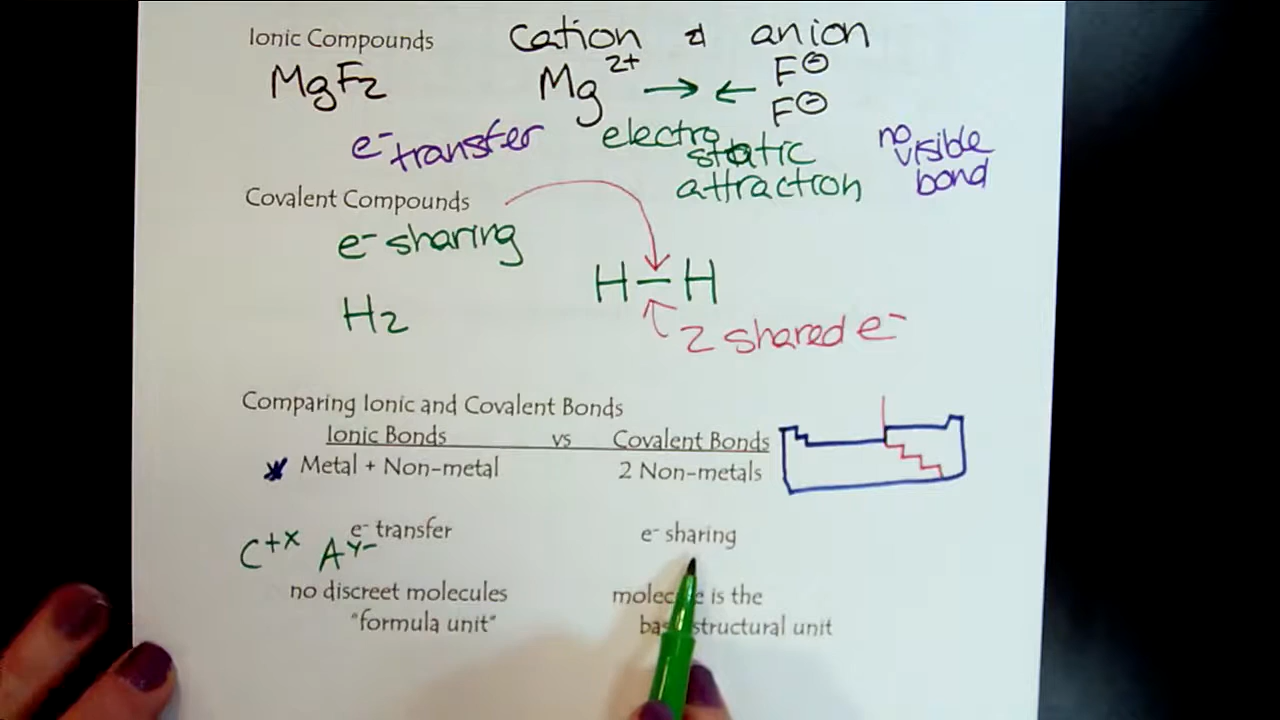 Ionic Compounds cation & anion
MgF2 Mg2+ → ← F⊖
F⊖
e- transfer electrostatic attraction no visible bond
Covalent Compounds
e- sharing
H—H
H2
2 shared e-
Comparing Ionic and Covalent Bonds
Ionic Bonds vs Covalent Bonds
Metal + Non-metal 2 Non-metals
e- transfer e- sharing
C+x Ay-
no discreet molecules molecule is the
"formula unit" structural unit